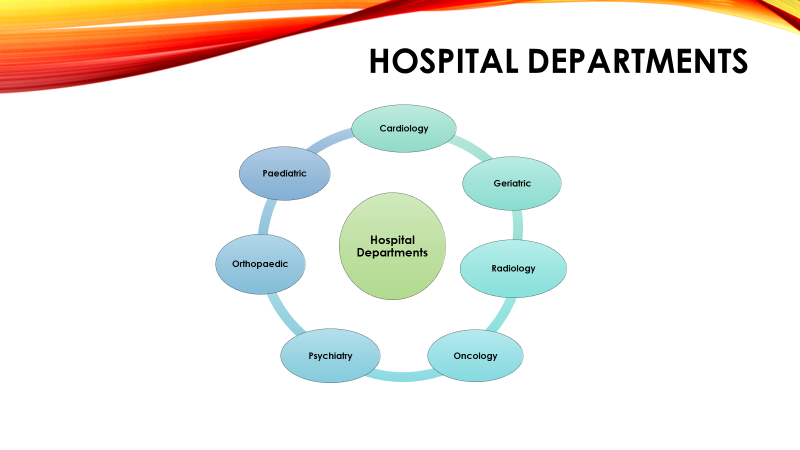 HOSPITAL DEPARTMENTS
Cardiology
Paediatric
Geriatric
Hospital
Departments
Orthopaedic
Radiology
Psychiatry
Oncology